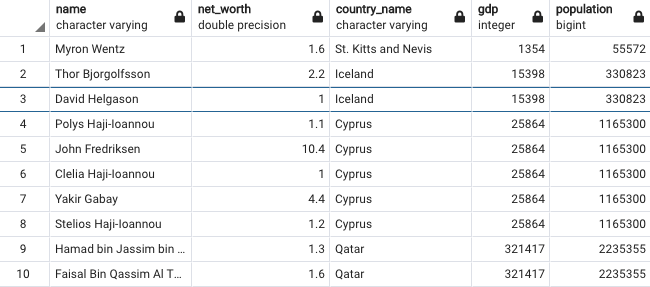 name net_worth country_name gdp population
character varying double precision character varying integer bigint
1 Myron Wentz 1.6 St. Kitts and Nevis 1354 55572
2 Thor Bjorgolfsson 2.2 Iceland 15398 330823
3 David Helgason 1 Iceland 15398 330823
4 Polys Haji-Ioannou 1.1 Cyprus 25864 1165300
5 John Fredriksen 10.4 Cyprus 25864 1165300
6 Clelia Haji-Ioannou 1 Cyprus 25864 1165300
7 Yakir Gabay 4.4 Cyprus 25864 1165300
8 Stelios Haji-Ioannou 1.2 Cyprus 25864 1165300
9 Hamad bin Jassim bin ... 1.3 Qatar 321417 2235355
10 Faisal Bin Qassim Al T... 1.6 Qatar 321417 2235355